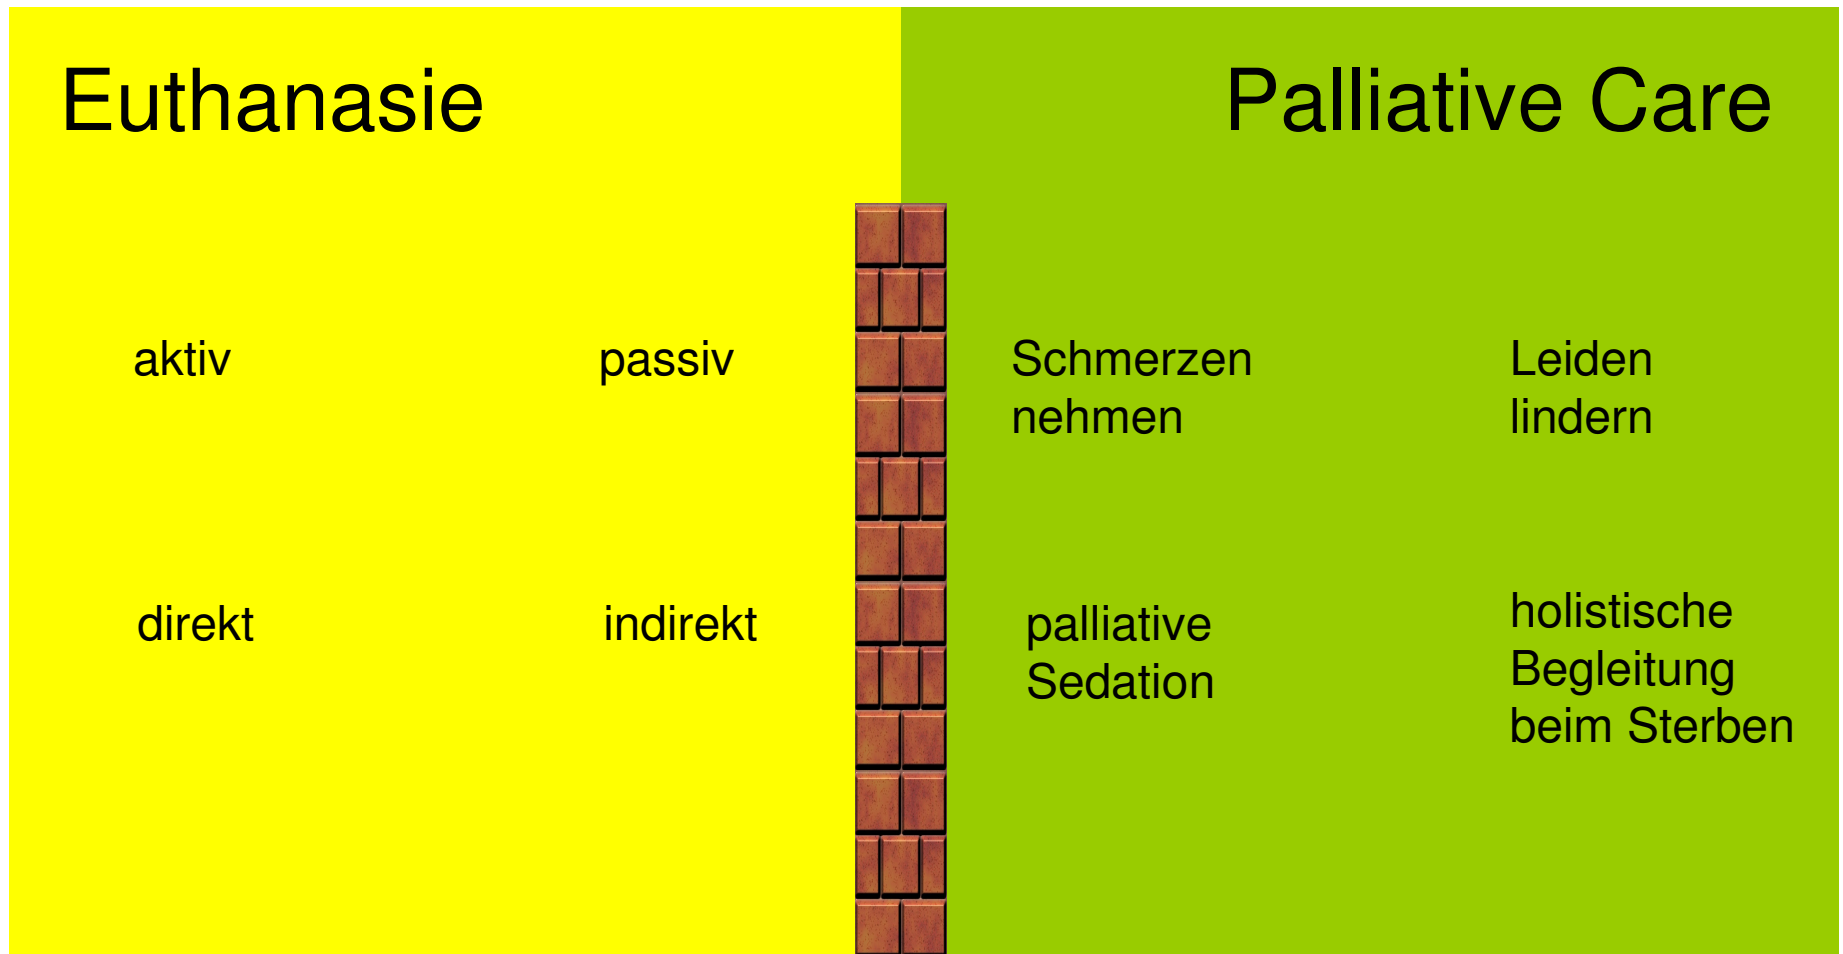 Euthanasie
Palliative Care
aktiv
passiv
direkt
indirekt
Schmerzen
nehmen
Leiden
lindern
palliative
Sedation
holistische
Begleitung
beim Sterben